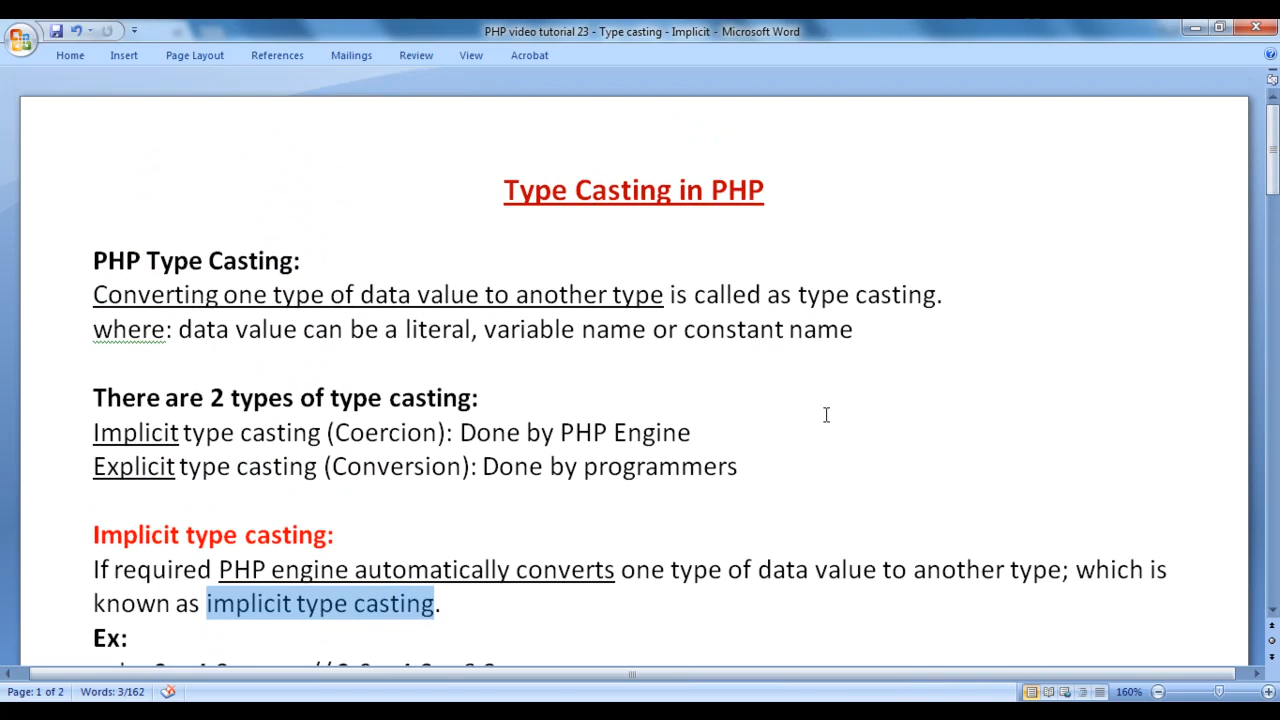 PHP video tutorial 23 - Type casting - Implicit - Microsoft Word
Home Insert Page Layout References Mailings Review View Acrobat
Type Casting in PHP
PHP Type Casting:
Converting one type of data value to another type is called as type casting.
where: data value can be a literal, variable name or constant name
There are 2 types of type casting:
Implicit type casting (Coercion): Done by PHP Engine
Explicit type casting (Conversion): Done by programmers
Implicit type casting:
If required PHP engine automatically converts one type of data value to another type; which is
known as implicit type casting.
Ex:
Page: 1 of 2 Words: 3/162 160%